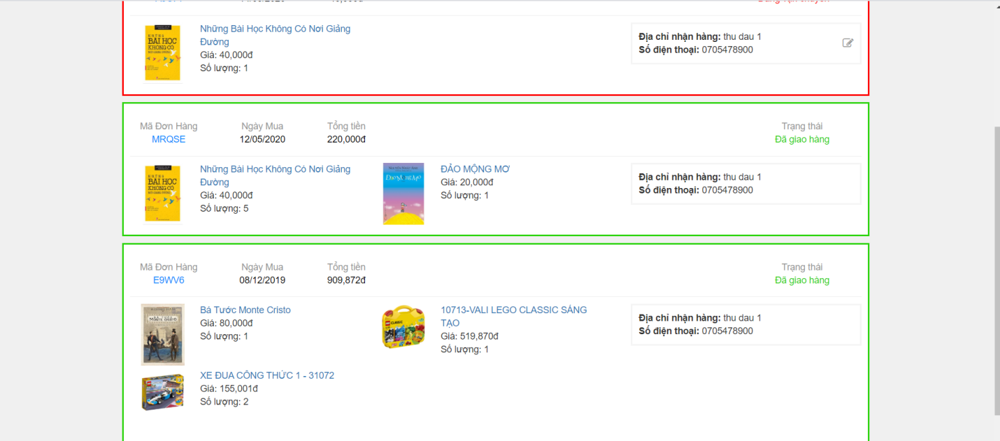 Những Bài Học Không Có Nơi Giảng
Đường
Giá: 40,000đ
Số lượng: 1
Địa chỉ nhận hàng: thu dau 1
Số điện thoại: 0705478900
Mã Đơn Hàng
MRQSE
Ngày Mua
12/05/2020
Tổng tiền
220,000đ
Trạng thái
Đã giao hàng
BÀI HỌC
KHÔNG CÓ
Những Bài Học Không Có Nơi Giảng
Đường
Giá: 40,000đ
Số lượng: 5
ĐẢO MỘNG MƠ
Giá: 20,000đ
Số lượng: 1
Địa chỉ nhận hàng: thu dau 1
Số điện thoại: 0705478900
Mã Đơn Hàng
E9WV6
Ngày Mua
08/12/2019
Tổng tiền
909,872đ
Trạng thái
Đã giao hàng
Bá Tước Monte Cristo
Giá: 80,000đ
Số lượng: 1
10713-VALI LEGO CLASSIC SÁNG
TẠO
Giá: 519,870đ
Số lượng: 1
Địa chỉ nhận hàng: thu dau 1
Số điện thoại: 0705478900
XE ĐUA CÔNG THỨC 1 - 31072
Giá: 155,001đ
Số lượng: 2